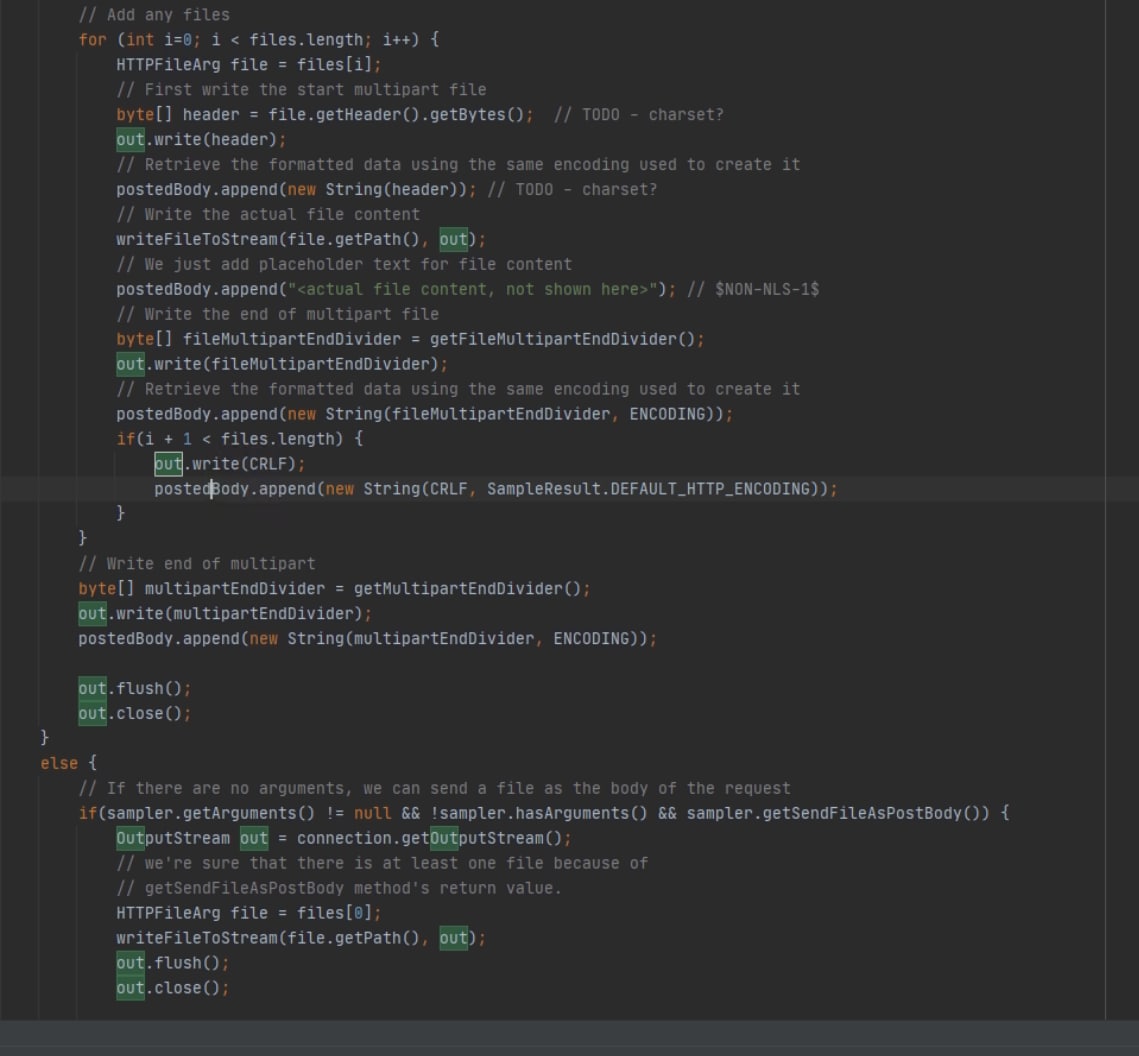 // Add any files
for (int i=0; i < files.length; i++) {
HTTPFileArg file = files[i];
// First write the start multipart file
byte[] header = file.getHeader().getBytes();  // TODO - charset?
out.write(header);
// Retrieve the formatted data using the same encoding used to create it
postedBody.append(new String(header)); // TODO - charset?
// Write the actual file content
writeFileToStream(file.getPath(), out);
// We just add placeholder text for file content
postedBody.append("<actual file content, not shown here>"); // $NON-NLS-1$
// Write the end of multipart file
byte[] fileMultipartEndDivider = getFileMultipartEndDivider();
out.write(fileMultipartEndDivider);
// Retrieve the formatted data using the same encoding used to create it
postedBody.append(new String(fileMultipartEndDivider, ENCODING));
if(i + 1 < files.length) {
out.write(CRLF);
postedBody.append(new String(CRLF, SampleResult.DEFAULT_HTTP_ENCODING));
}
}
// Write end of multipart
byte[] multipartEndDivider = getMultipartEndDivider();
out.write(multipartEndDivider);
postedBody.append(new String(multipartEndDivider, ENCODING));
out.flush();
out.close();
}
else {
// If there are no arguments, we can send a file as the body of the request
if(sampler.getArguments() != null && !sampler.hasArguments() && sampler.getSendFileAsPostBody()) {
OutputStream out = connection.getOutputStream();
// we're sure that there is at least one file because of
// getSendFileAsPostBody method's return value.
HTTPFileArg file = files[0];
writeFileToStream(file.getPath(), out);
out.flush();
out.close();